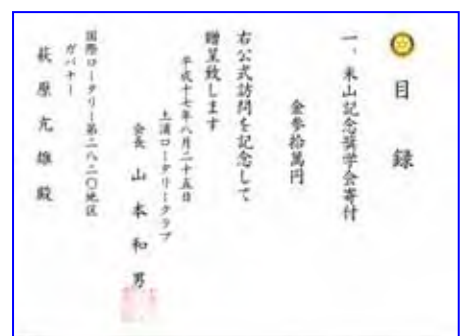 目録
一、米山記念奨学会寄付
金参拾萬円
右公式訪問を記念して
贈呈致します
平成十七年八月二十五日
土浦ロータリークラブ
会長 山本和男
国際ロータリー第二八二〇地区
ガバナー
萩原亢雄殿